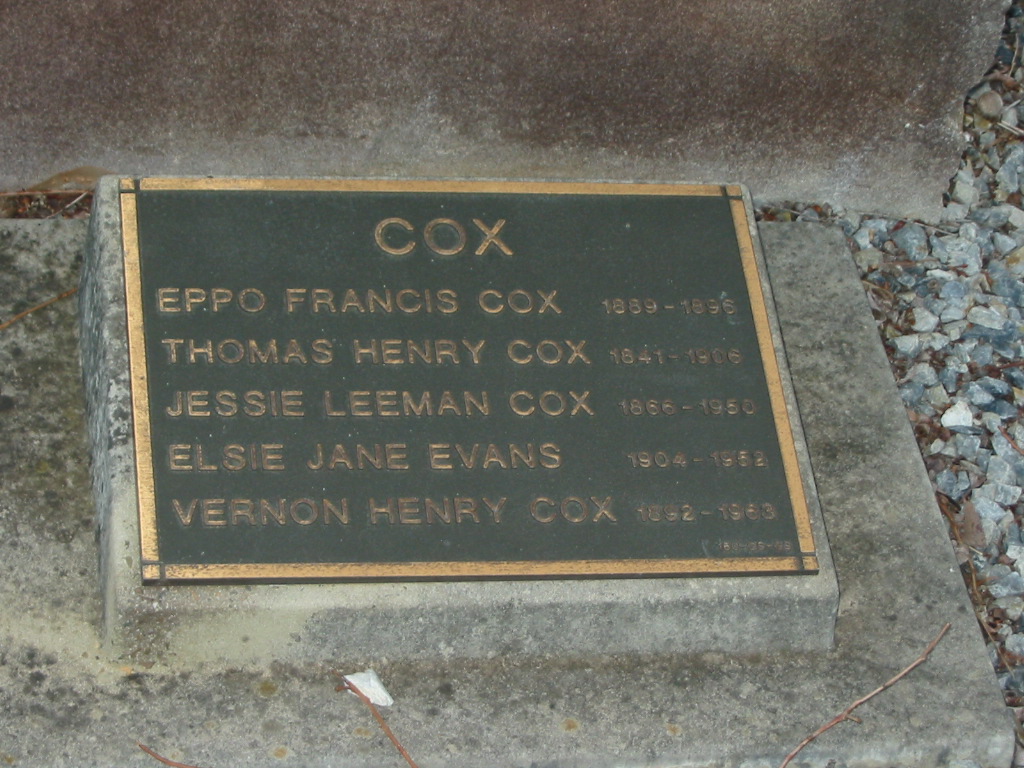 COX
EPPO FRANCIS COX 1889-1896
THOMAS HENRY COX 1841-1906
JESSIE LEEMAN COX 1866-1950
ELSIE JANE EVANS 1904-1952
VERNON HENRY COX 1892-1963